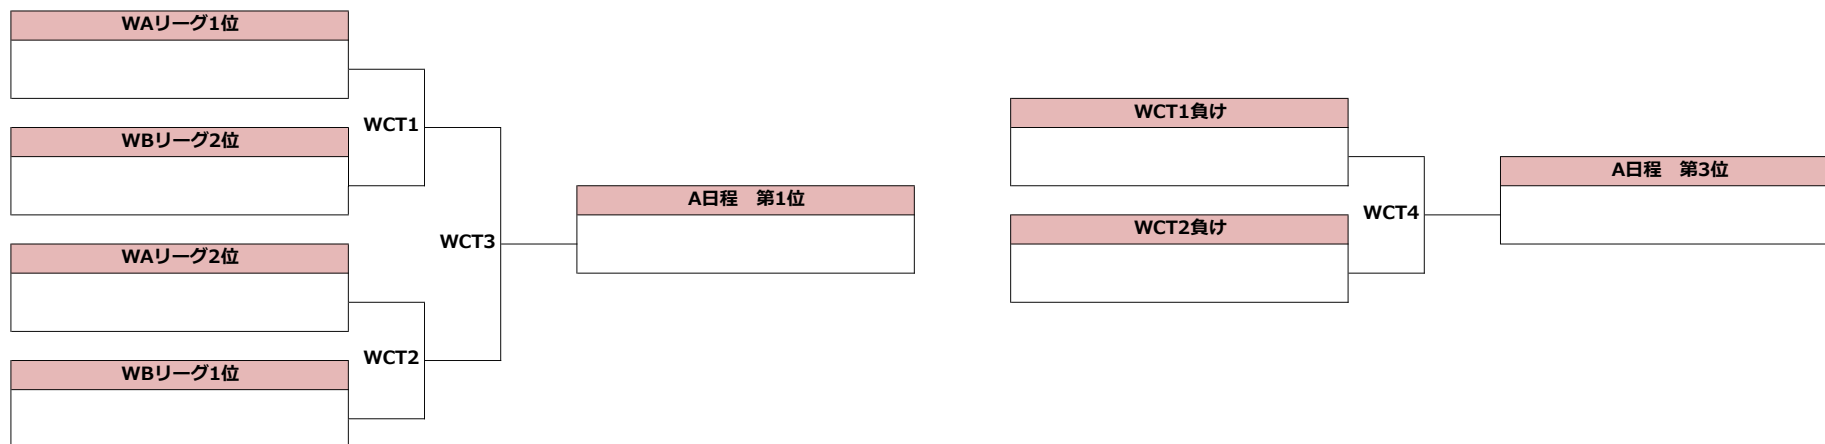 WAリーグ1位
WCT1
WBリーグ2位
WCT3
A日程　第1位
WAリーグ2位
WCT2
WBリーグ1位
WCT1負け
WCT4
WCT2負け
A日程　第3位